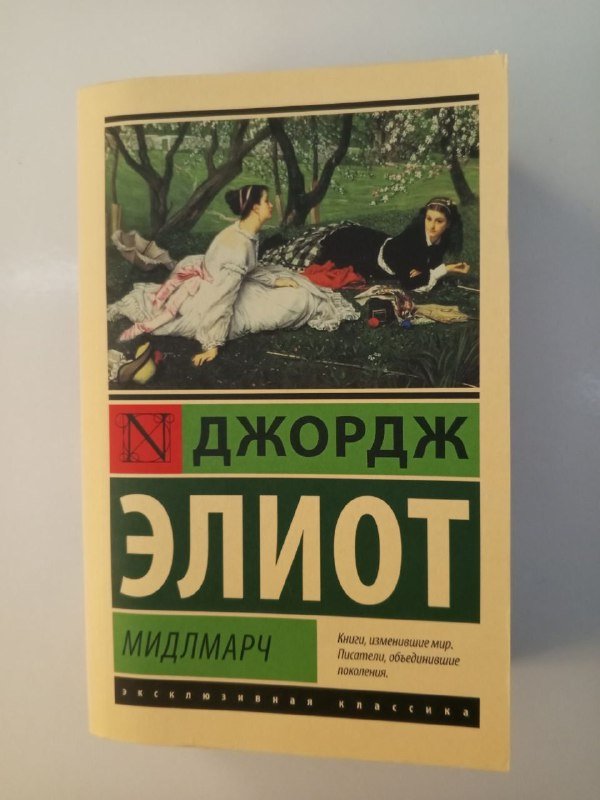 N
ДЖОРДЖ
ЭЛИОТ
МИДЛМАРЧ
Книги, изменившие мир.
Писатели, объединившие
поколения.
эксклюзивная классика